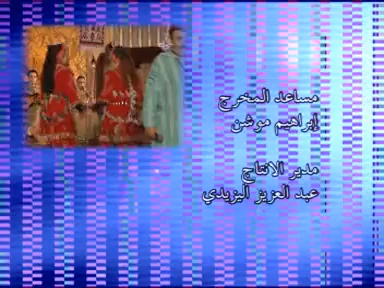 مساعد المخرج
إبراهيم موشن
مدير الانتاج
عبد العزيز اليزيدي